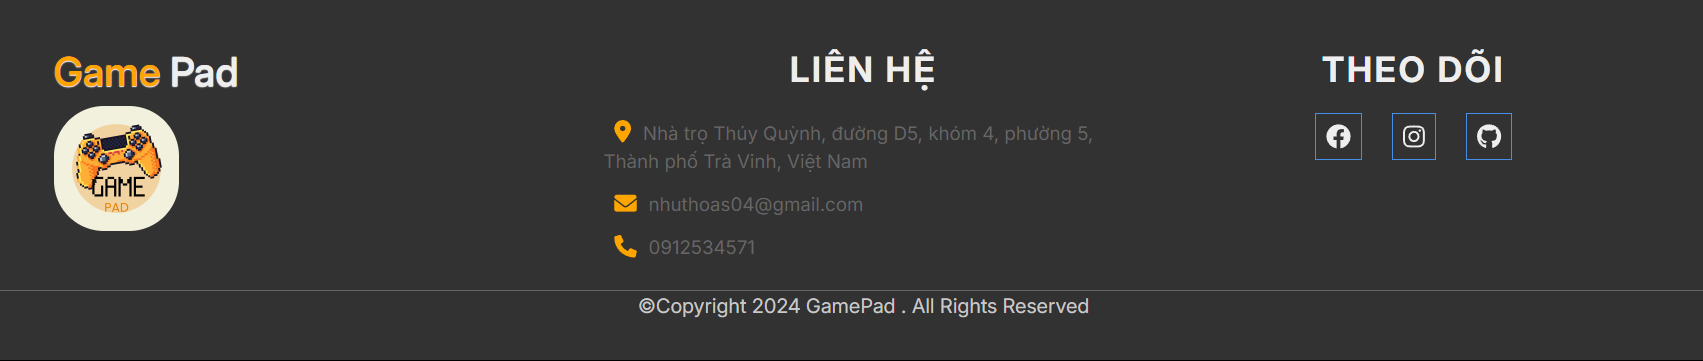 Game Pad
GAME
PAD
LIÊN HỆ
Nhà trọ Thúy Quỳnh, đường D5, khóm 4, phường 5,
Thành phố Trà Vinh, Việt Nam
nhuthoas04@gmail.com
0912534571
THEO DÕI
©Copyright 2024 GamePad . All Rights Reserved